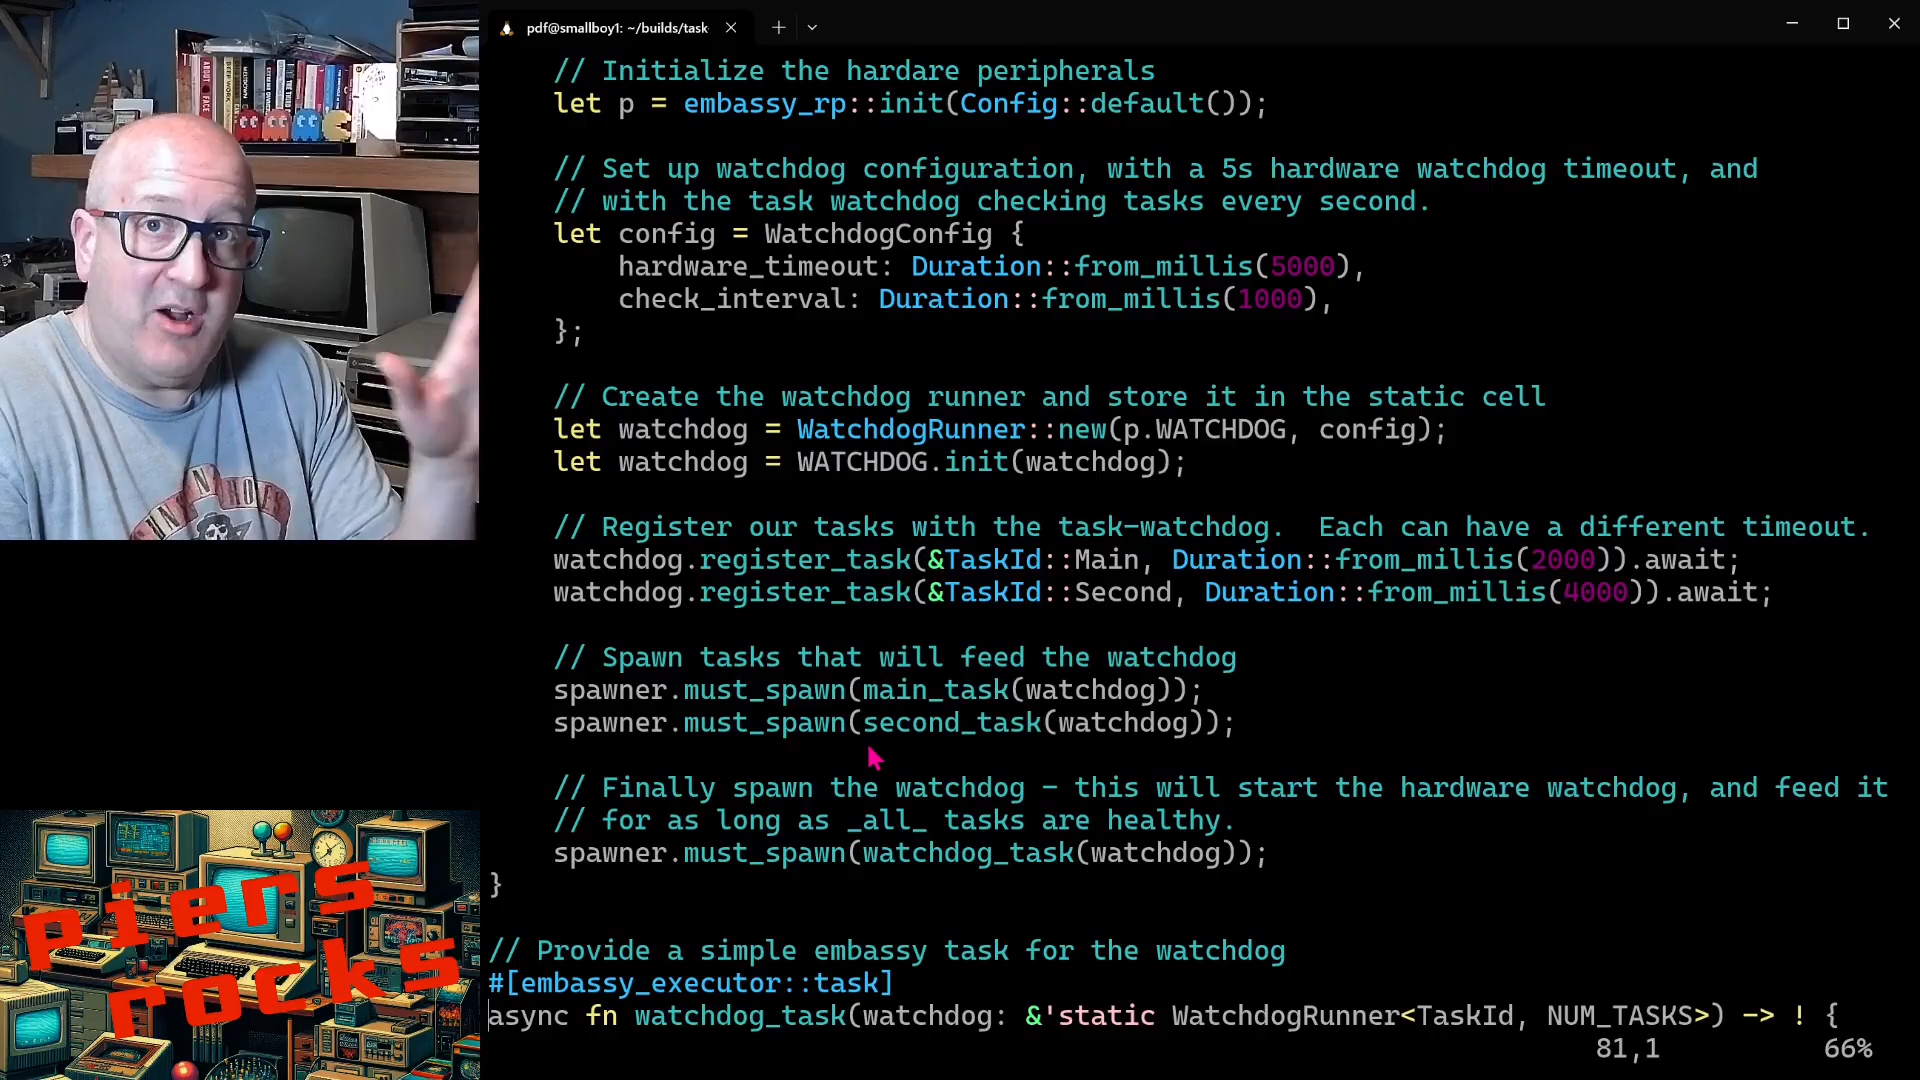 pdf@smallboy1: ~/builds/task
// Initialize the hardare peripherals
let p = embassy_rp::init(Config::default());
// Set up watchdog configuration, with a 5s hardware watchdog timeout, and
// with the task watchdog checking tasks every second.
let config = WatchdogConfig {
hardware_timeout: Duration::from_millis(5000),
check_interval: Duration::from_millis(1000),
};
// Create the watchdog runner and store it in the static cell
let watchdog = WatchdogRunner::new(p.WATCHDOG, config);
let watchdog = WATCHDOG.init(watchdog);
// Register our tasks with the task-watchdog.  Each can have a different timeout.
watchdog.register_task(&TaskId::Main, Duration::from_millis(2000)).await;
watchdog.register_task(&TaskId::Second, Duration::from_millis(4000)).await;
// Spawn tasks that will feed the watchdog
spawner.must_spawn(main_task(watchdog));
spawner.must_spawn(second_task(watchdog));
// Finally spawn the watchdog - this will start the hardware watchdog, and feed it
// for as long as _all_ tasks are healthy.
spawner.must_spawn(watchdog_task(watchdog));
}
// Provide a simple embassy task for the watchdog
#[embassy_executor::task]
async fn watchdog_task(watchdog: &'static WatchdogRunner<TaskId, NUM_TASKS>) -> ! {
81,1 66%
ABOUT FACE
DEEP WORK
piers
rocks